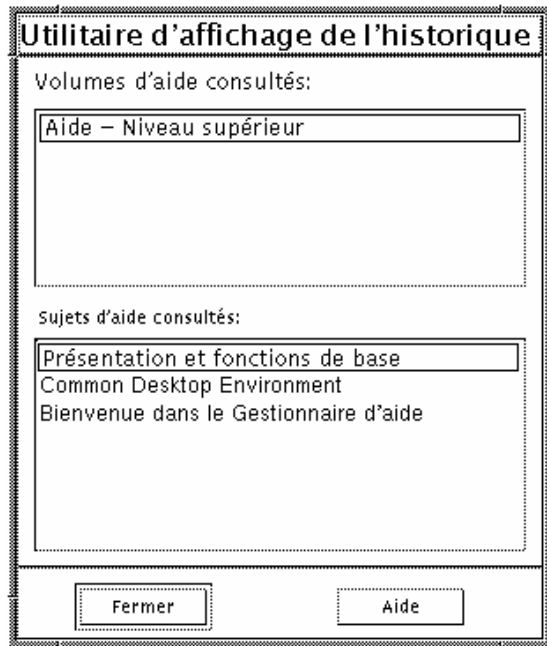 Utilitaire d'affichage de l'historique
Volumes d'aide consultés:
Aide – Niveau supérieur
Sujets d'aide consultés:
Présentation et fonctions de base
Common Desktop Environment
Bienvenue dans le Gestionnaire d'aide
Fermer
Aide